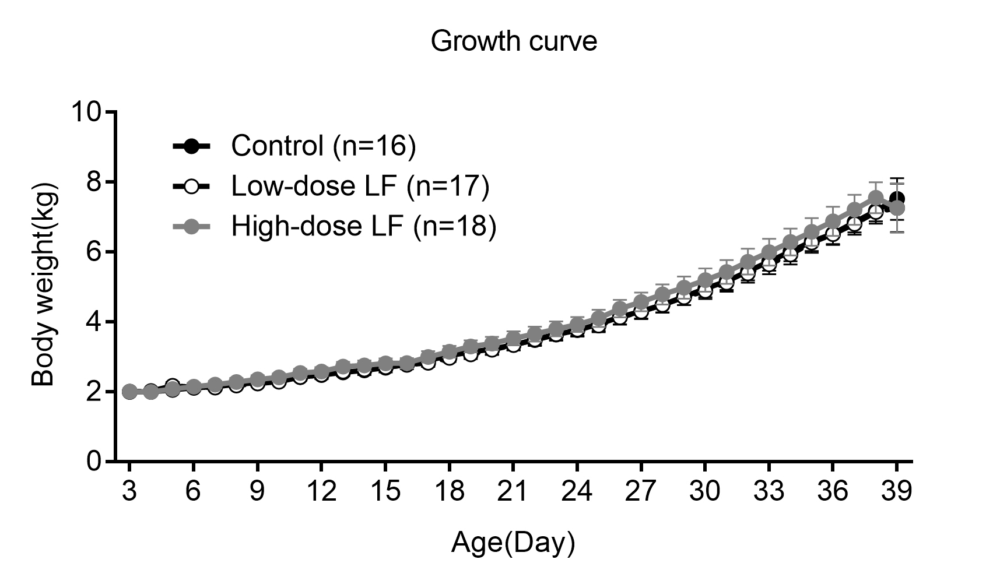 Growth curve
10
8
6
4
2
0
Body weight(kg)
Control (n=16)
Low-dose LF (n=17)
High-dose LF (n=18)
3 6 9 12 15 18 21 24 27 30 33 36 39
Age(Day)